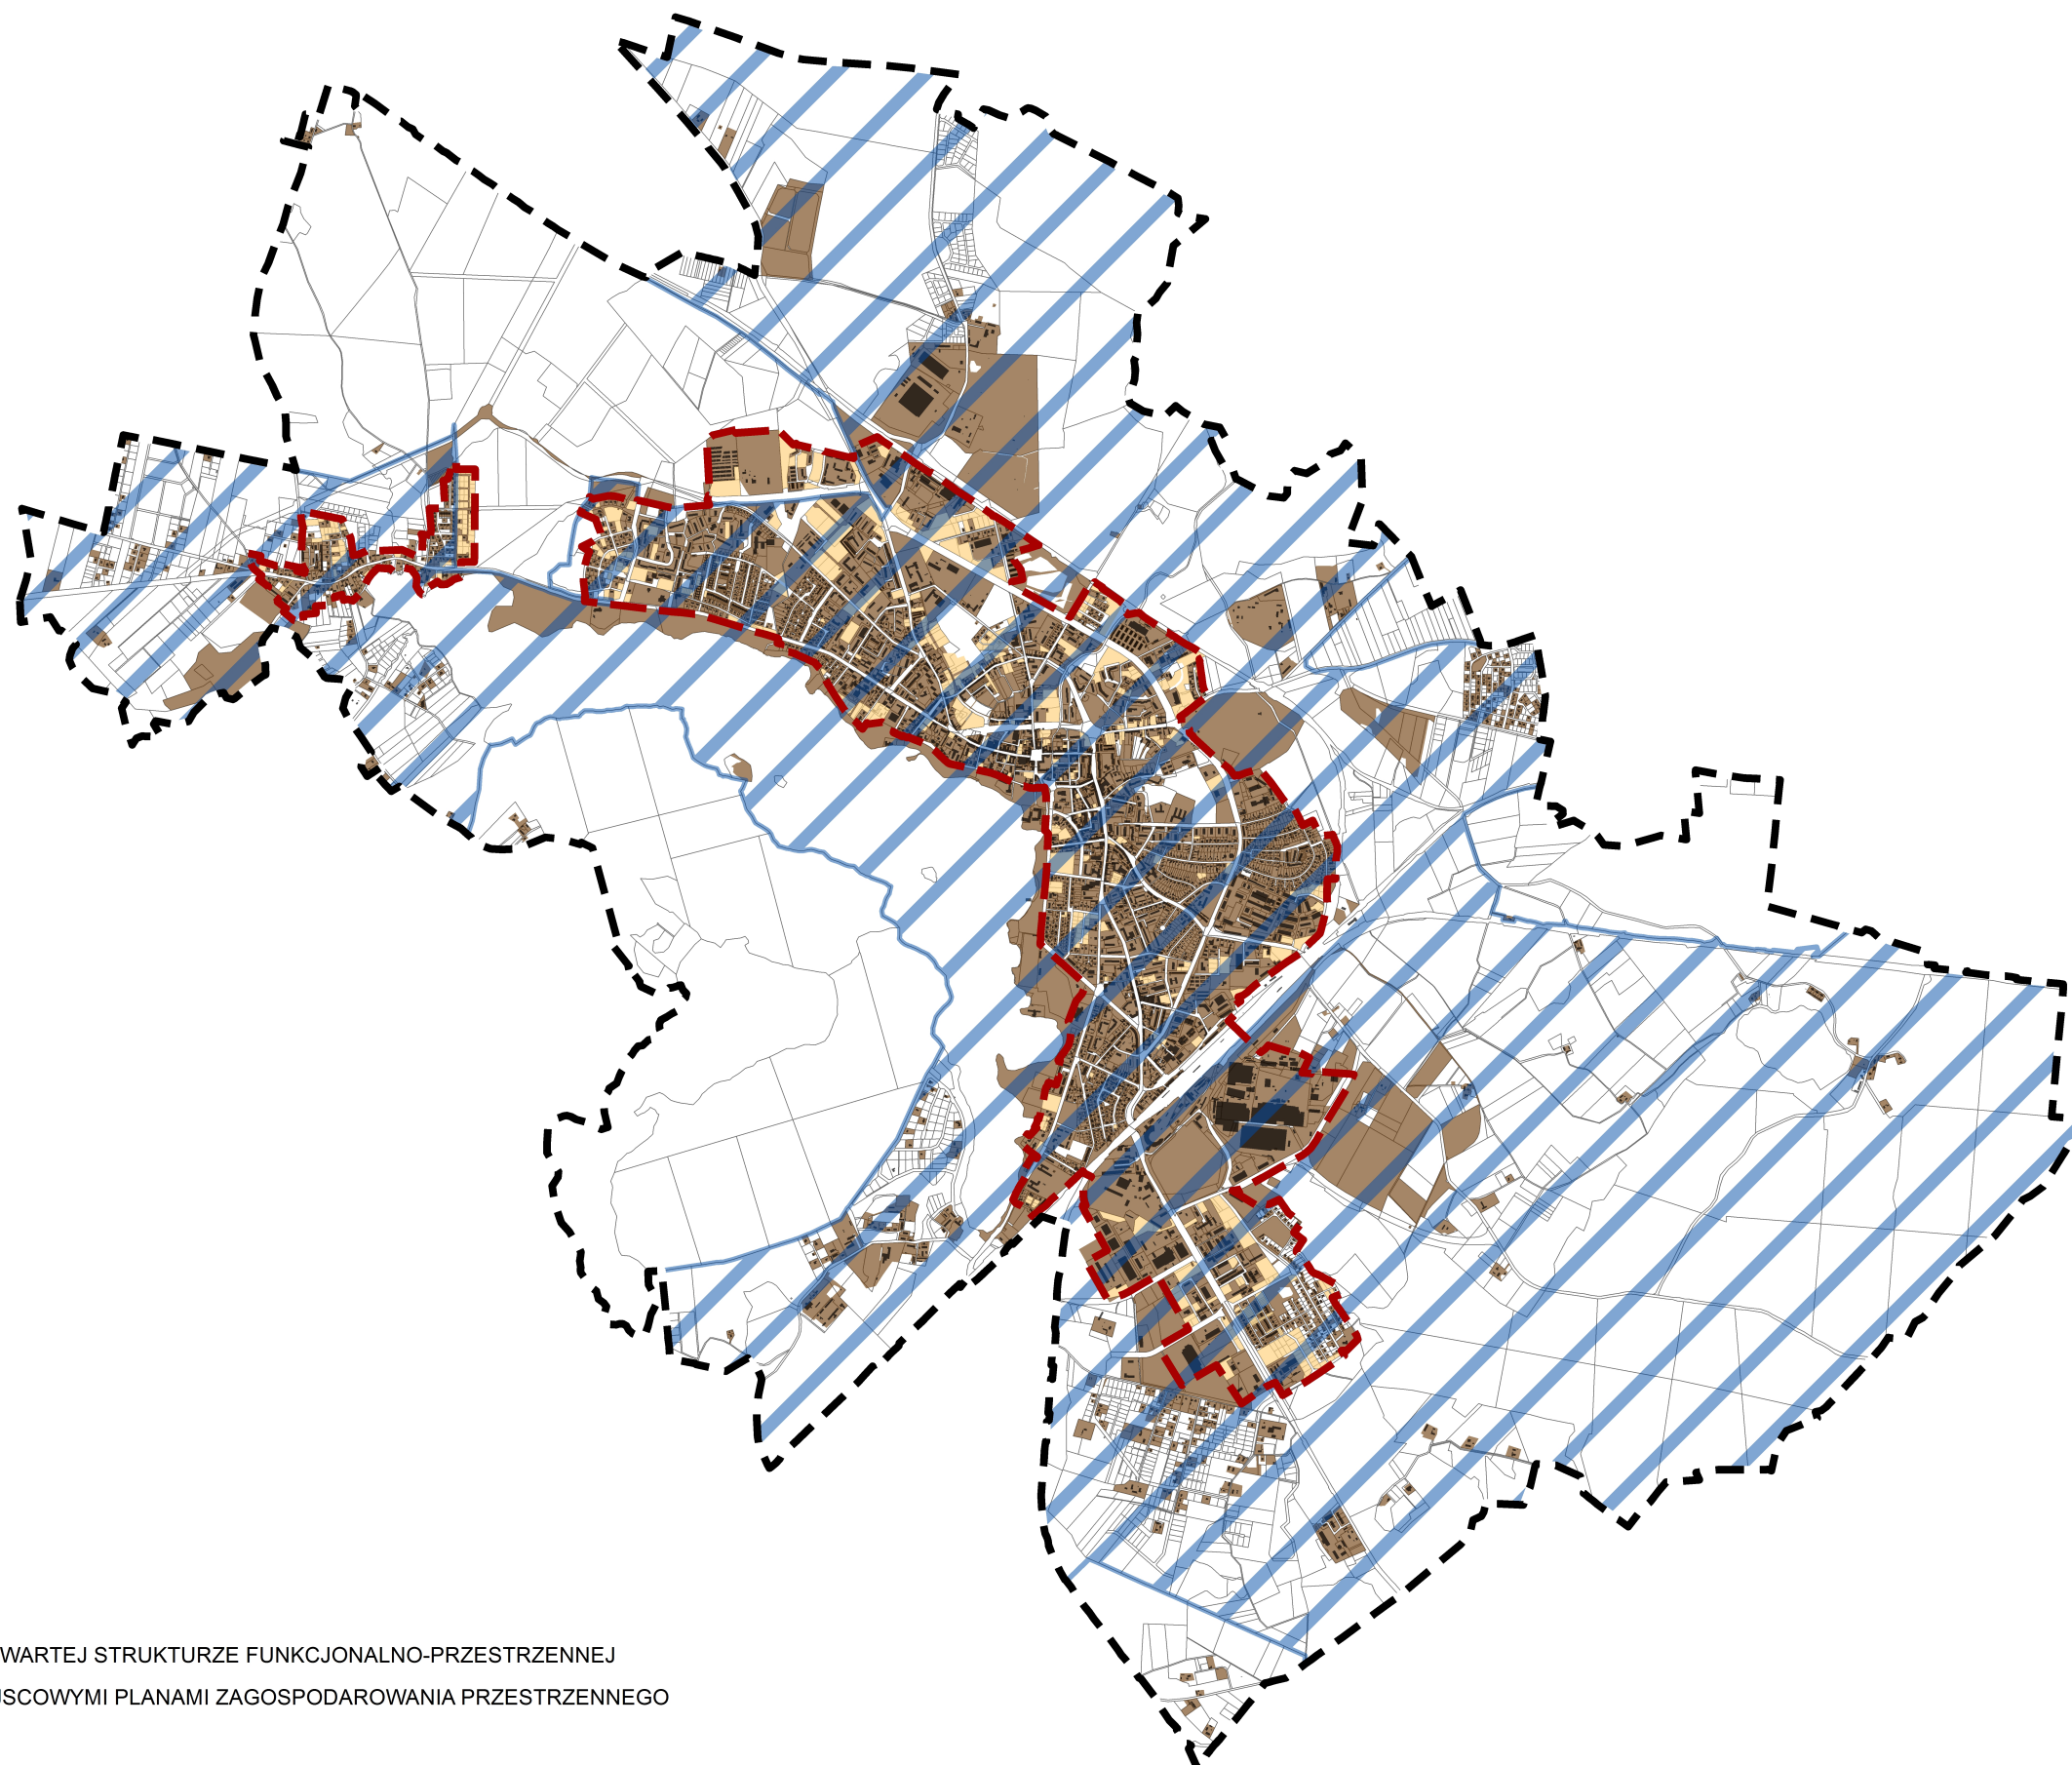 WARTEJ STRUKTURZE FUNKCJONALNO-PRZESTRZENNEJ
SCOWYMI PLANAMI ZAGOSPODAROWANIA PRZESTRZENNEGO